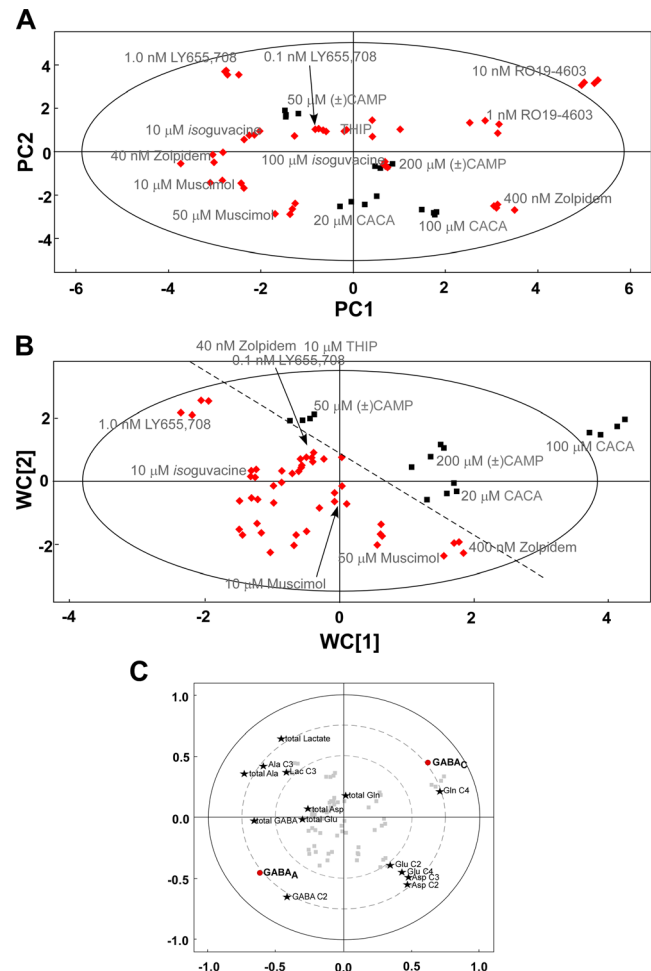 A
1.0 nM LY655,708
0.1 nM LY655,708
10 nM RO19-4603
50 μM (±)CAMP
1 nM RO19-4603
10 μM isoguvacine
THIP
40 nM Zolpidem
100 μM isoguvacine
200 μM (±)CAMP
10 μM Muscimol
400 nM Zolpidem
50 μM Muscimol
20 μM CACA
100 μM CACA
PC2
4
2
0
-2
-4
-6
-4
-2
0
2
4
6
PC1
B
40 nM Zolpidem
10 μM THIP
0.1 nM LY655,708
50 μM (±)CAMP
1.0 nM LY655,708
100 μM CACA
200 μM (±)CAMP
10 μM isoguvacine
20 μM CACA
50 μM Muscimol
400 nM Zolpidem
10 μM Muscimol
WC[2]
2
0
-2
-4
-2
0
2
4
WC[1]
C
1.0
0.5
0.0
-0.5
-1.0
total Lactate
Ala C3
Lac C3
total Ala
GABAC
Gln C4
total Gln
total Asp
total GABA
total Glu
Glu C2
Glu C4
Asp C3
Asp C2
GABAA
GABA C2
-1.0
-0.5
0.0
0.5
1.0